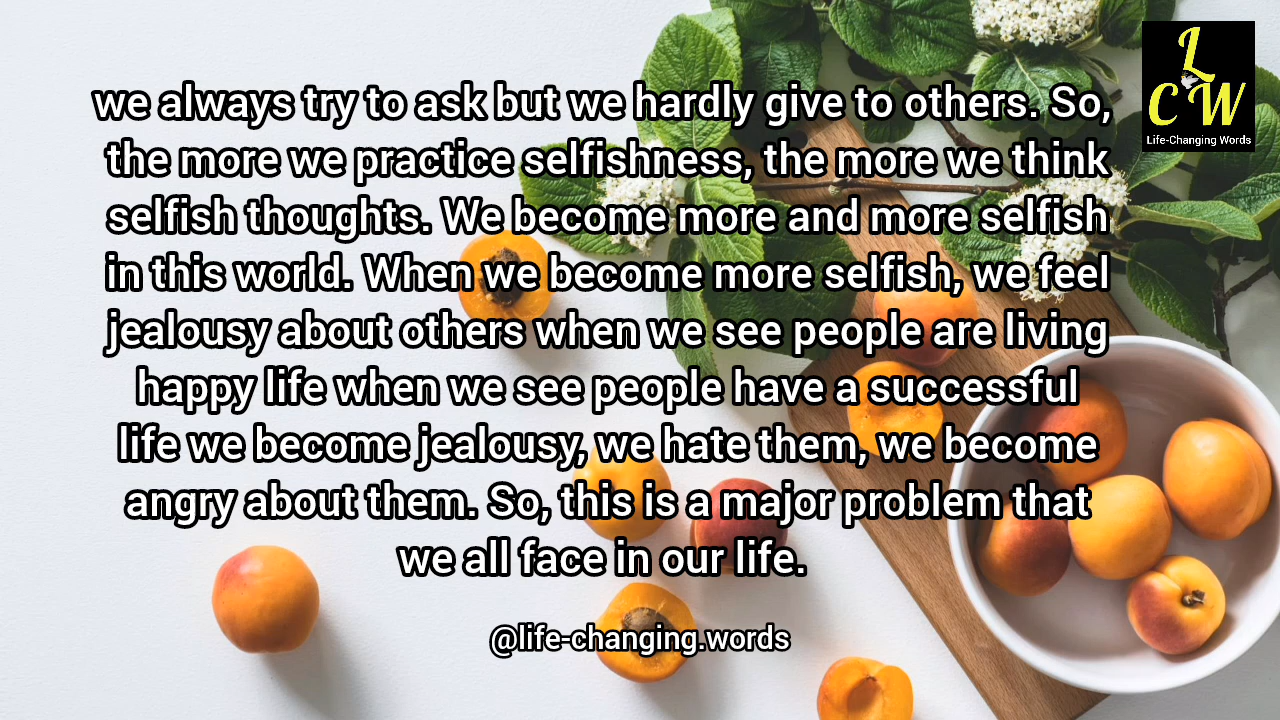 L
C W
Life-Changing Words
we always try to ask but we hardly give to others. So,
the more we practice selfishness, the more we think
selfish thoughts. We become more and more selfish
in this world. When we become more selfish, we feel
jealousy about others when we see people are living
happy life when we see people have a successful
life we become jealousy, we hate them, we become
angry about them. So, this is a major problem that
we all face in our life.
@life-changing.words